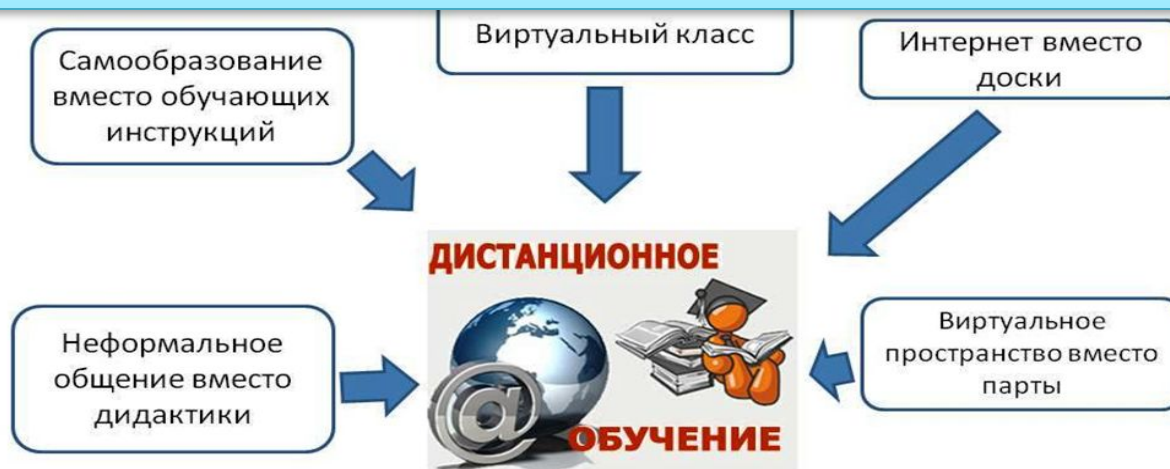 Самообразование
вместо обучающих
инструкций
Виртуальный класс
Интернет вместо
доски
ДИСТАНЦИОННОЕ
@
ОБУЧЕНИЕ
Неформальное
общение вместо
дидактики
Виртуальное
пространство вместо
парты